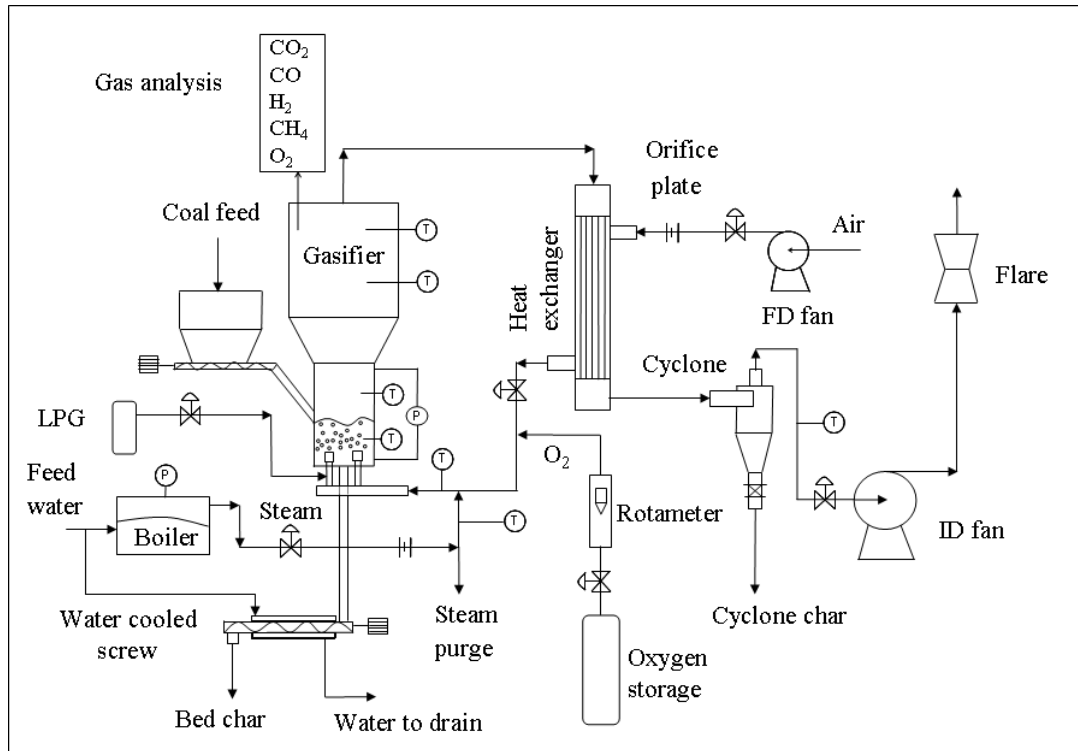 Gas analysis
CO₂
CO
H₂
CH₄
O₂
Coal feed
Gasifier
T
T
T
T
P
LPG
Feed
water
P
Boiler
Steam
T
T
Water cooled
screw
Bed char
Water to drain
Steam
purge
Heat
exchanger
Orifice
plate
Air
FD fan
Flare
Cyclone
T
O₂
Rotameter
ID fan
Cyclone char
Oxygen
storage